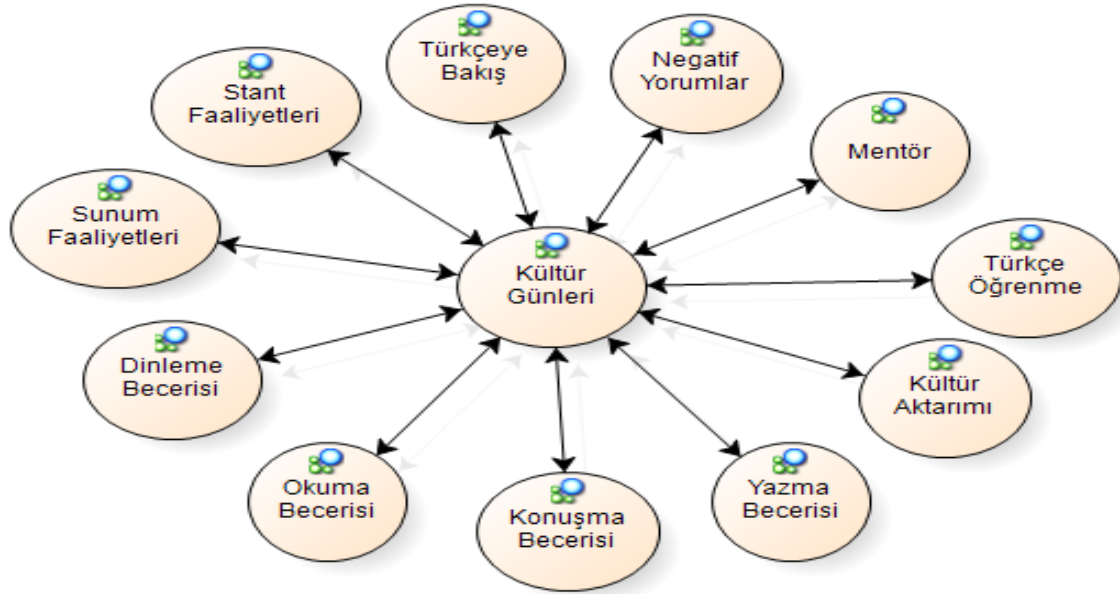 Türkçeye
Bakış
Negatif
Yorumlar
Stant
Faaliyetleri
Mentör
Sunum
Faaliyetleri
Kültür
Günleri
Türkçe
Öğrenme
Dinleme
Becerisi
Kültür
Aktarımı
Okuma
Becerisi
Konuşma
Becerisi
Yazma
Becerisi